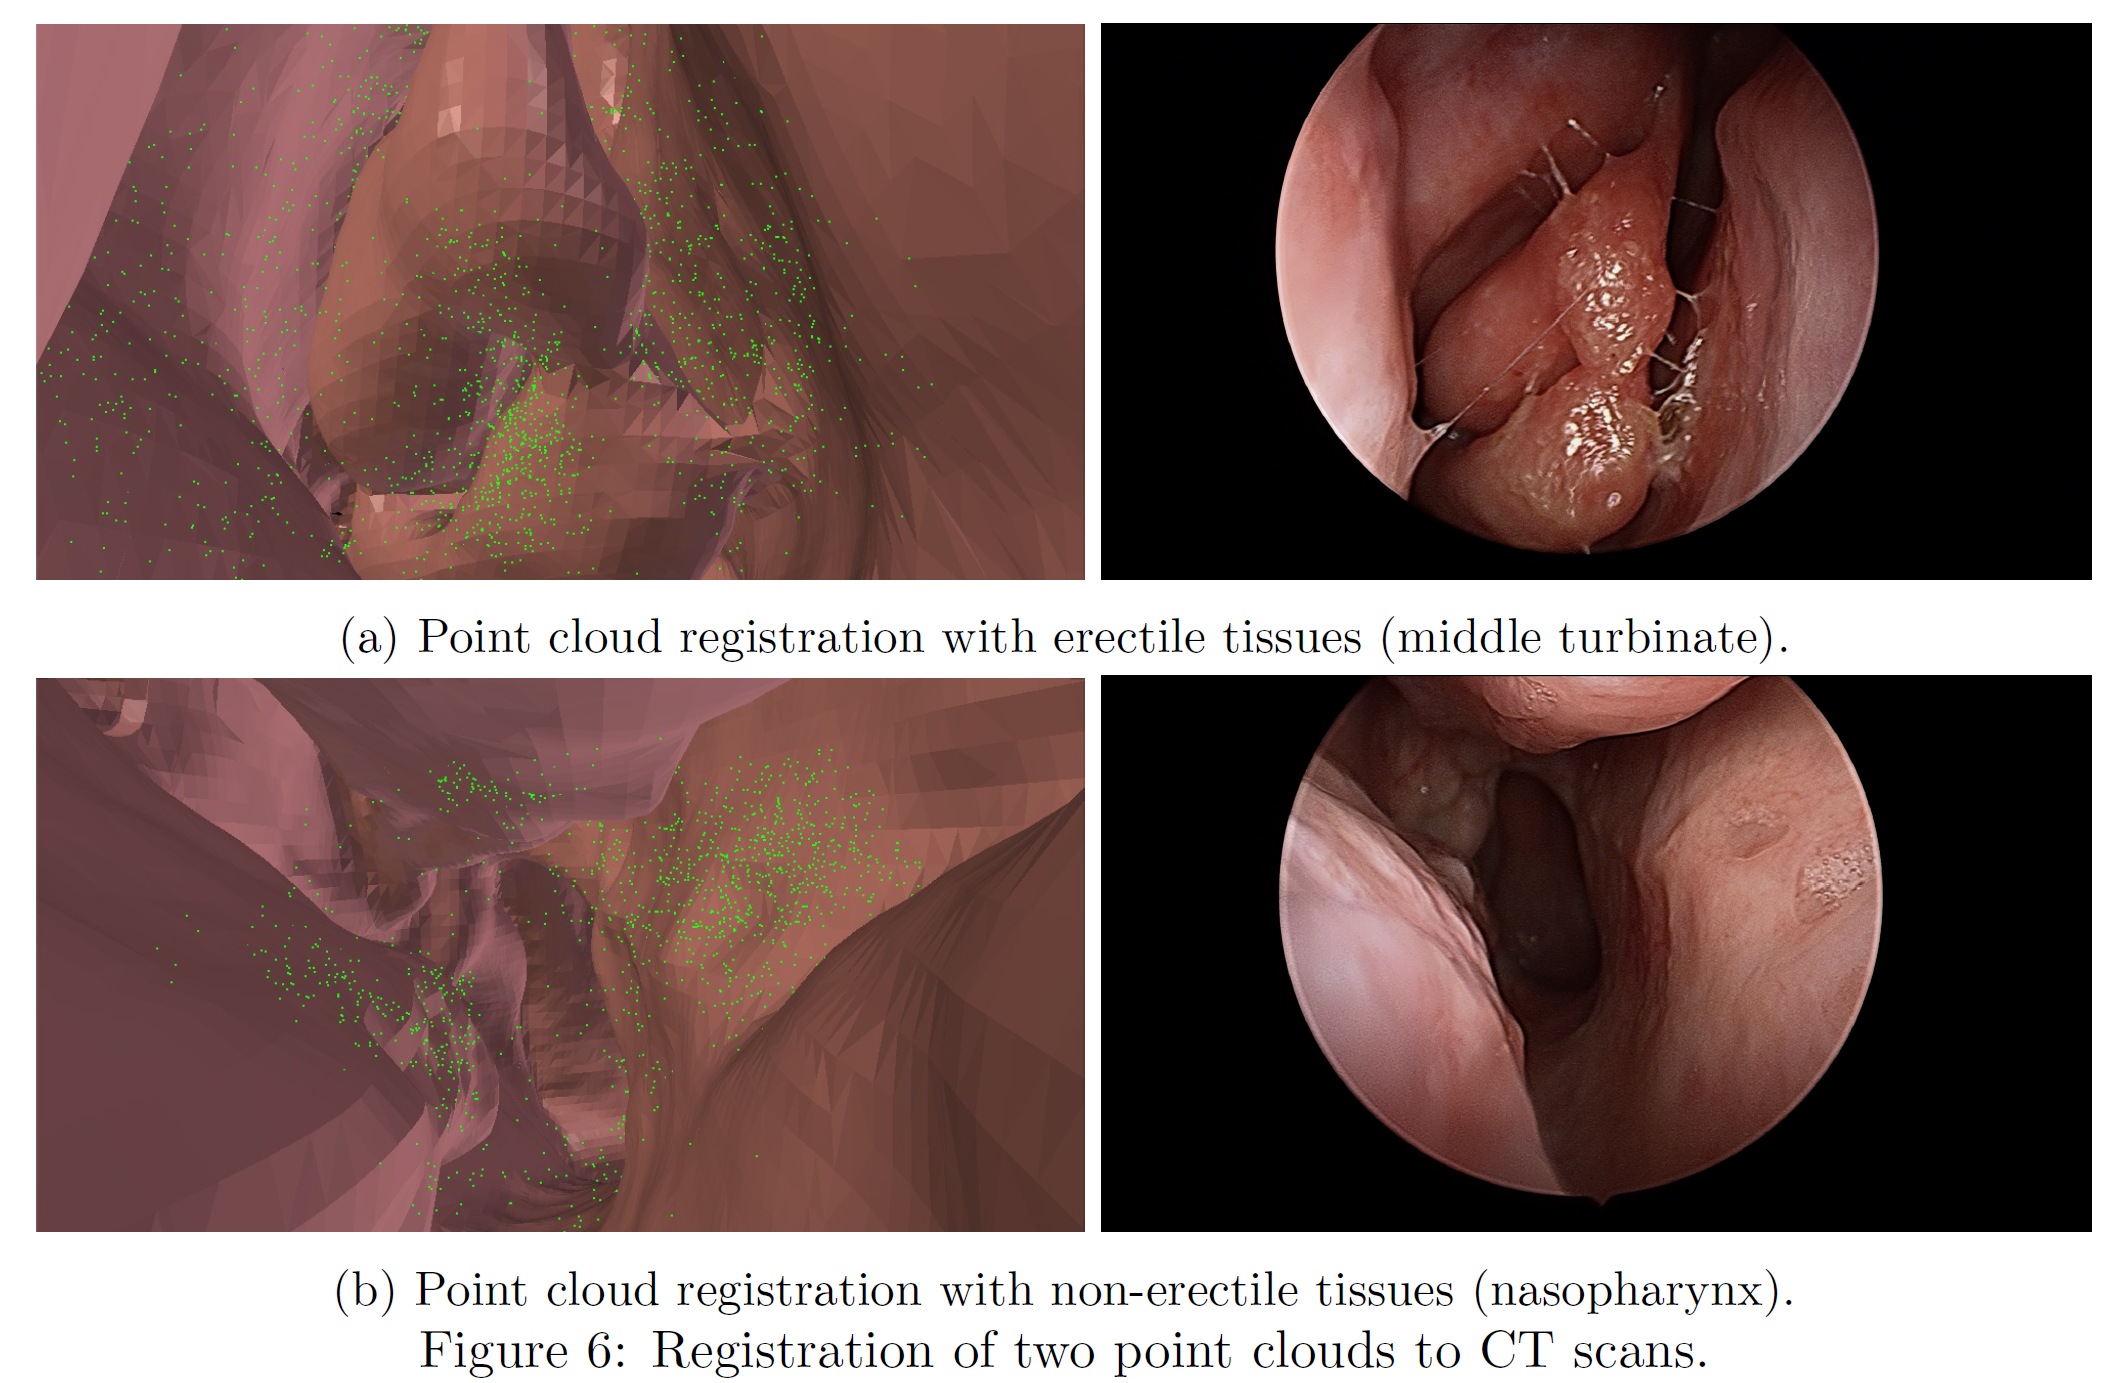 (a) Point cloud registration with erectile tissues (middle turbinate).
(b) Point cloud registration with non-erectile tissues (nasopharynx).
Figure 6: Registration of two point clouds to CT scans.